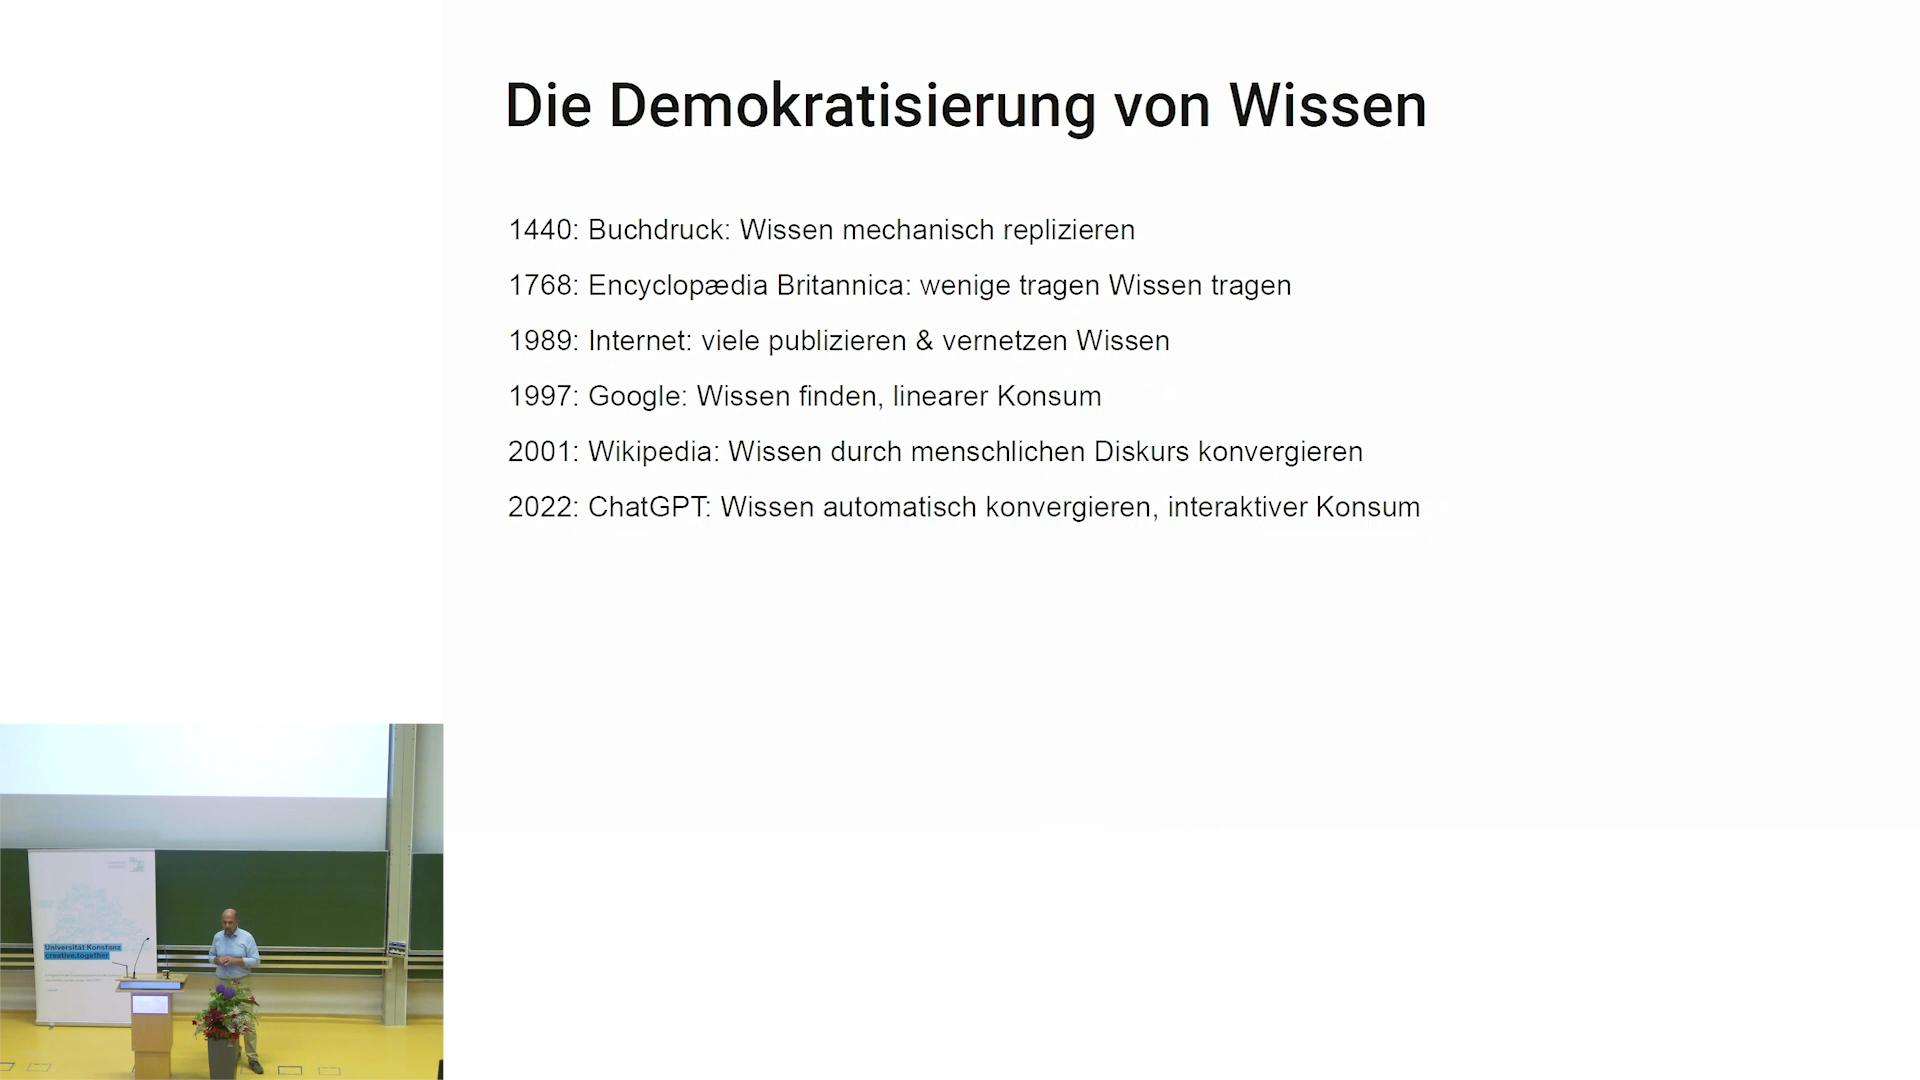 Die Demokratisierung von Wissen
1440: Buchdruck: Wissen mechanisch replizieren
1768: Encyclopædia Britannica: wenige tragen Wissen tragen
1989: Internet: viele publizieren & vernetzen Wissen
1997: Google: Wissen finden, linearer Konsum
2001: Wikipedia: Wissen durch menschlichen Diskurs konvergieren
2022: ChatGPT: Wissen automatisch konvergieren, interaktiver Konsum
Universität Konstanz
creative.together